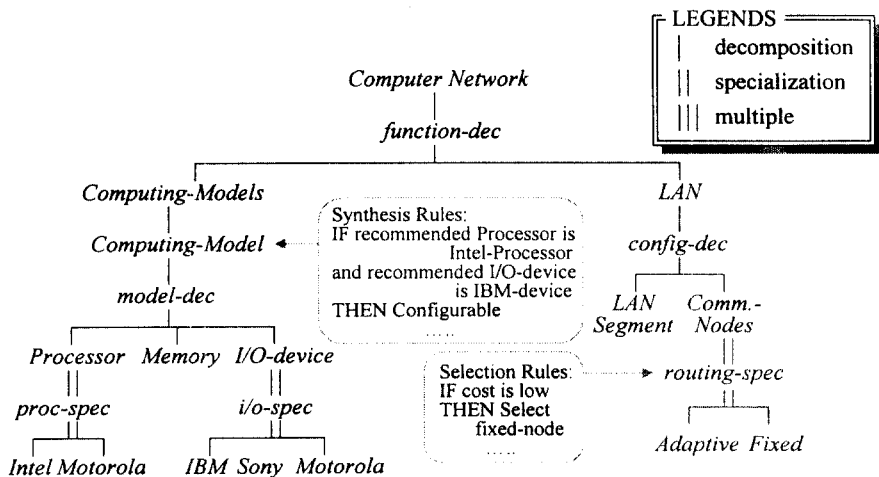 LEGENDS
decomposition
specialization
multiple
Computer Network
function-dec
Computing-Models
LAN
Computing-Model
config-dec
Synthesis Rules:
IF recommended Processor is
Intel-Processor
and recommended I/O-device
is IBM-device
THEN Configurable
.....
model-dec
LAN
Segment
Comm.-
Nodes
Processor Memory I/O-device
routing-spec
Selection Rules:
IF cost is low
THEN Select
fixed-node
.....
proc-spec
i/o-spec
Adaptive Fixed
Intel Motorola
IBM Sony Motorola